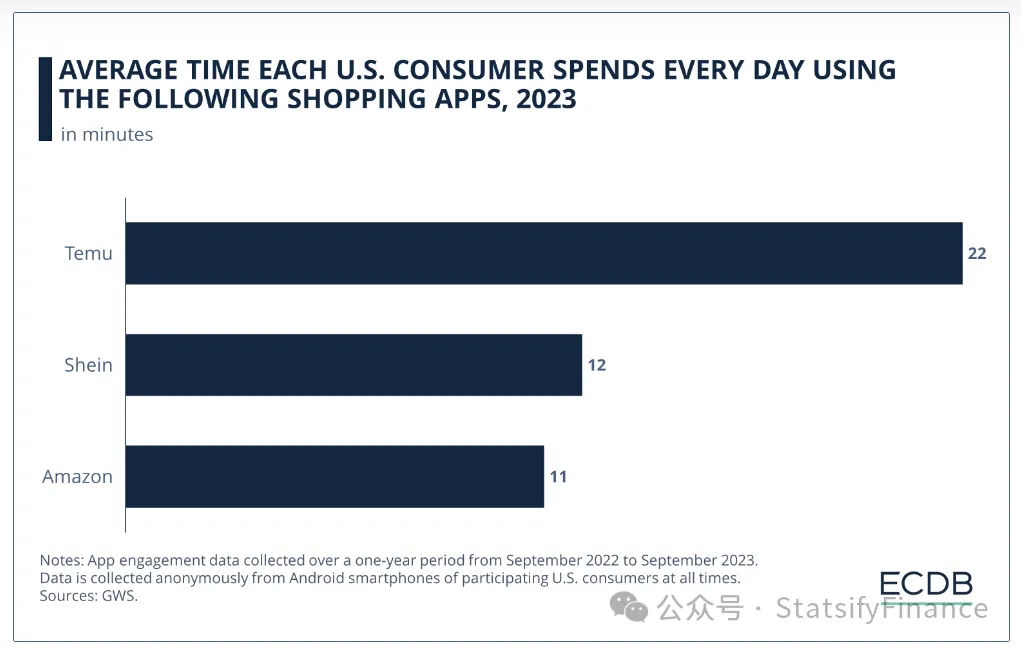 AVERAGE TIME EACH U.S. CONSUMER SPENDS EVERY DAY USING
THE FOLLOWING SHOPPING APPS, 2023
in minutes
Temu 22
Shein 12
Amazon 11
Notes: App engagement data collected over a one-year period from September 2022 to September 2023.
Data is collected anonymously from Android smartphones of participating U.S. consumers at all times.
Sources: GWS.
ECDB
公众号 · StatsifyFinance